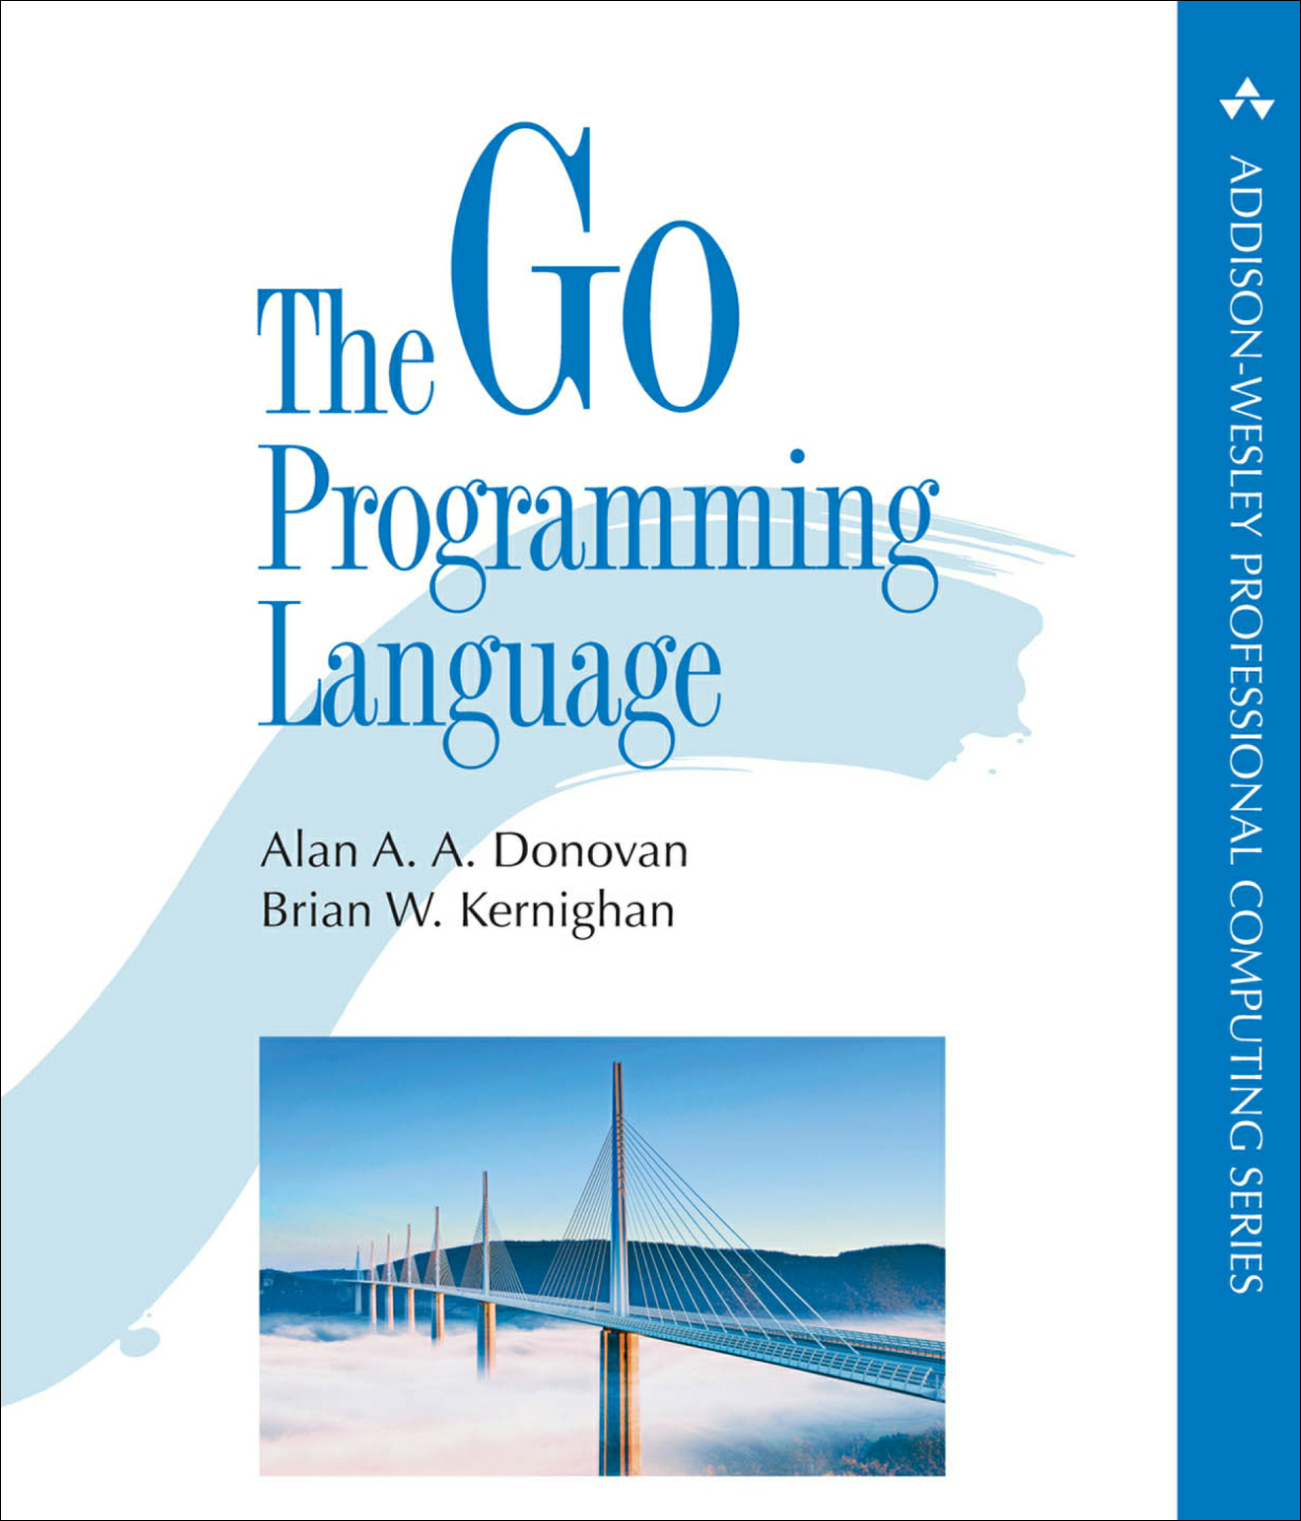 The Go
Programming
Language
Alan A. A. Donovan
Brian W. Kernighan
ADDISON-WESLEY PROFESSIONAL COMPUTING SERIES